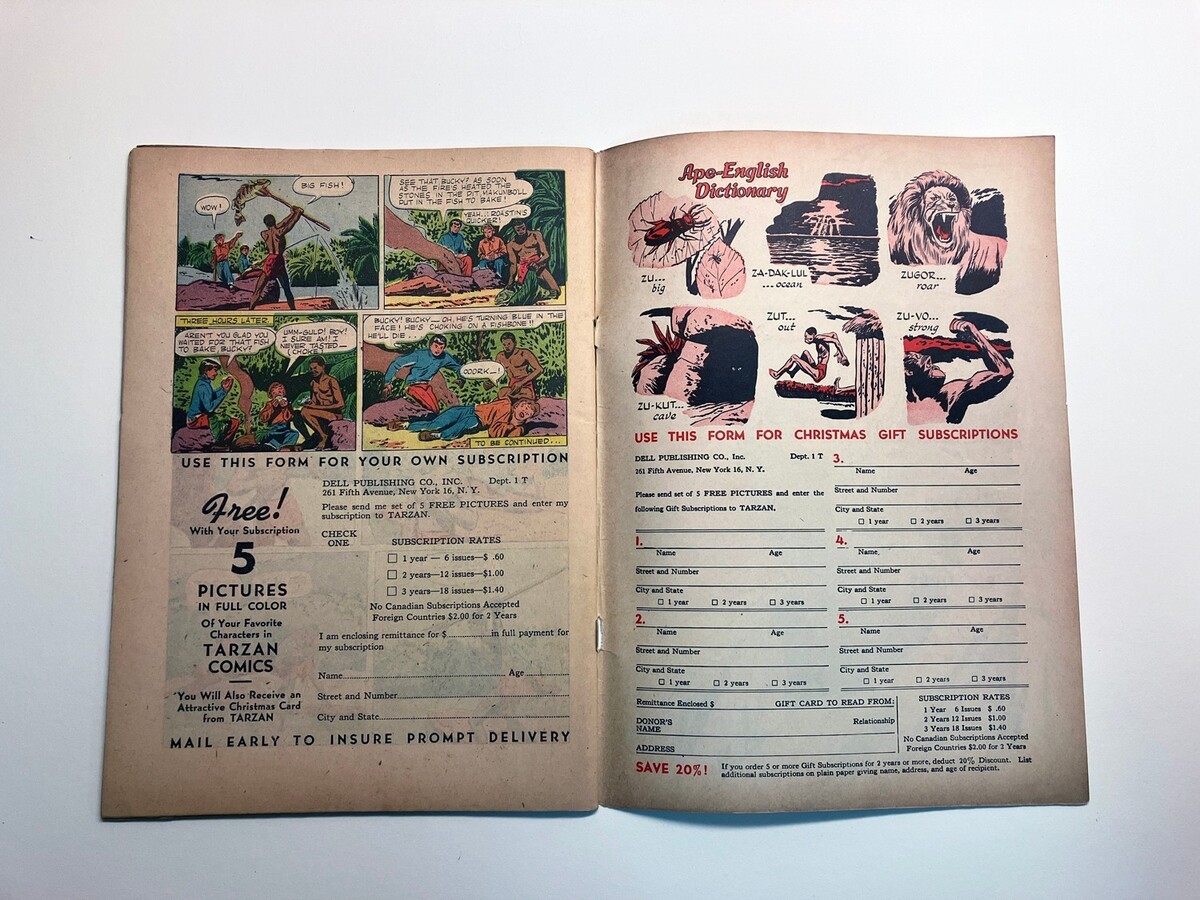 WOW!
BIG FISH!
SEE THAT BUCKY? AS SOON
AS THE FIRE'S HEATED THE
STONES IN THE PIT, MAKUMBOLL
PUT IN THE FISH TO BAKE!
YEAH... ROASTIN'S
QUICKER!
THREE HOURS LATER
AREN'T YOU GLAD YOU
WAITED FOR THAT FISH
TO BAKE, BUCKY?
UMM-GULD! BOY!
I SURE AM! I
NEVER TASTED—
(CHOKE)
BUCKY! BUCKY— OH, HE'S TURNING BLUE IN THE
FACE! HE'S CHOKING ON A FISHBONE!!
HE'LL DIE...
OOORK—!
TO BE CONTINUED...
USE THIS FORM FOR YOUR OWN SUBSCRIPTION
Free!
With Your Subscription
5
PICTURES
IN FULL COLOR
Of Your Favorite
Characters in
TARZAN
COMICS
You Will Also Receive an
Attractive Christmas Card
from TARZAN
DELL PUBLISHING CO., INC. Dept. 1 T
261 Fifth Avenue, New York 16, N. Y.
Please send me set of 5 FREE PICTURES and enter my
subscription to TARZAN.
CHECK
ONE
SUBSCRIPTION RATES
☐ 1 year — 6 issues—$ .60
☐ 2 years—12 issues—$1.00
☐ 3 years—18 issues—$1.40
No Canadian Subscriptions Accepted
Foreign Countries $2.00 for 2 Years
I am enclosing remittance for $..............in full payment for
my subscription
Name.......... Age..........
Street and Number..........
City and State..........
MAIL EARLY TO INSURE PROMPT DELIVERY
Ape-English
Dictionary
ZU...
big
ZA-DAK-LUL
...ocean
ZUGOR...
roar
ZU-KUT...
cave
ZUT...
out
ZU-VO...
strong
USE THIS FORM FOR CHRISTMAS GIFT SUBSCRIPTIONS
DELL PUBLISHING CO., Inc. Dept. 1 T
261 Fifth Avenue, New York 16, N. Y.
Please send set of 5 FREE PICTURES and enter the
following Gift Subscriptions to TARZAN.
1.
Name Age
Street and Number
City and State
☐ 1 year ☐ 2 years ☐ 3 years
2.
Name Age
Street and Number
City and State
☐ 1 year ☐ 2 years ☐ 3 years
3.
Name Age
Street and Number
City and State
☐ 1 year ☐ 2 years ☐ 3 years
4.
Name, Age
Street and Number
City and State
☐ 1 year ☐ 2 years ☐ 3 years
5.
Name Age
Street and Number
City and State
☐ 1 year ☐ 2 years ☐ 3 years
Remittance Enclosed $ GIFT CARD TO READ FROM:
DONOR'S Relationship
NAME
ADDRESS
SUBSCRIPTION RATES
1 Year 6 Issues $ .60
2 Years 12 Issues $1.00
3 Years 18 Issues $1.40
No Canadian Subscriptions Accepted
Foreign Countries $2.00 for 2 Years
SAVE 20%!
If you order 5 or more Gift Subscriptions for 2 years or more, deduct 20% Discount. List
additional subscriptions on plain paper giving name, address, and age of recipient.